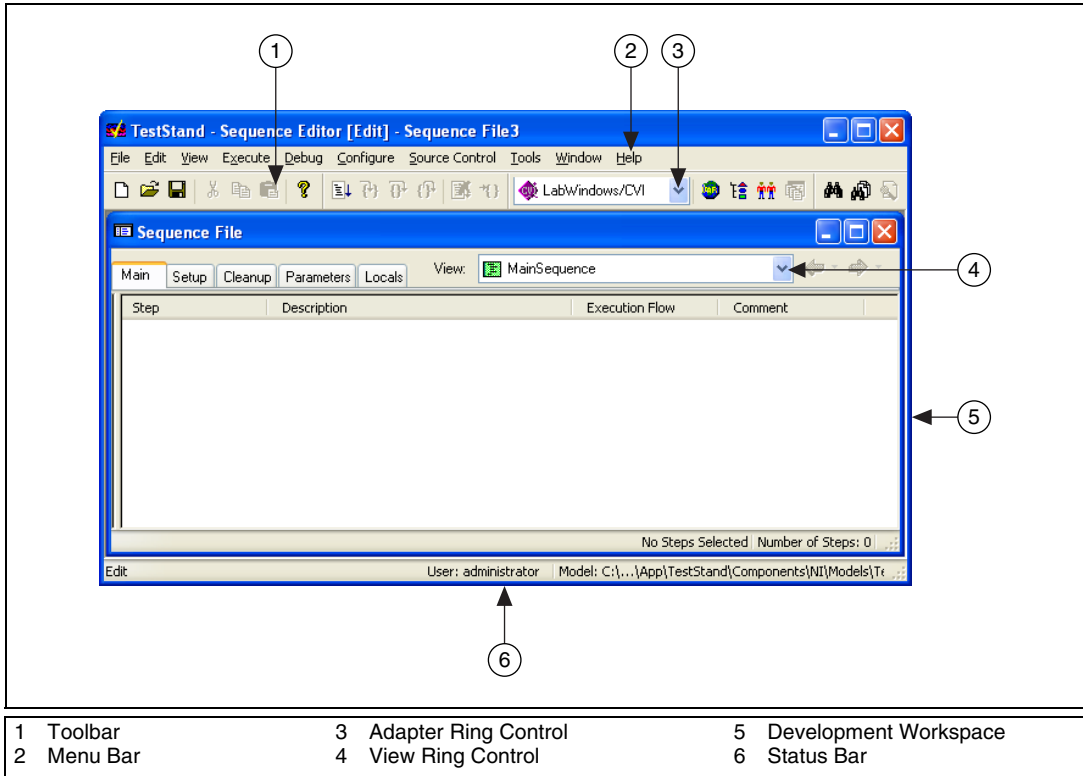 1 2 3
TestStand - Sequence Editor [Edit] - Sequence File3
File Edit View Execute Debug Configure Source Control Tools Window Help
LabWindows/CVI
Sequence File
Main Setup Cleanup Parameters Locals View: MainSequence
4
Step Description Execution Flow Comment
5
No Steps Selected Number of Steps: 0
Edit User: administrator Model: C:\...\App\TestStand\Components\NI\Models\Te
6
1 Toolbar 3 Adapter Ring Control 5 Development Workspace
2 Menu Bar 4 View Ring Control 6 Status Bar